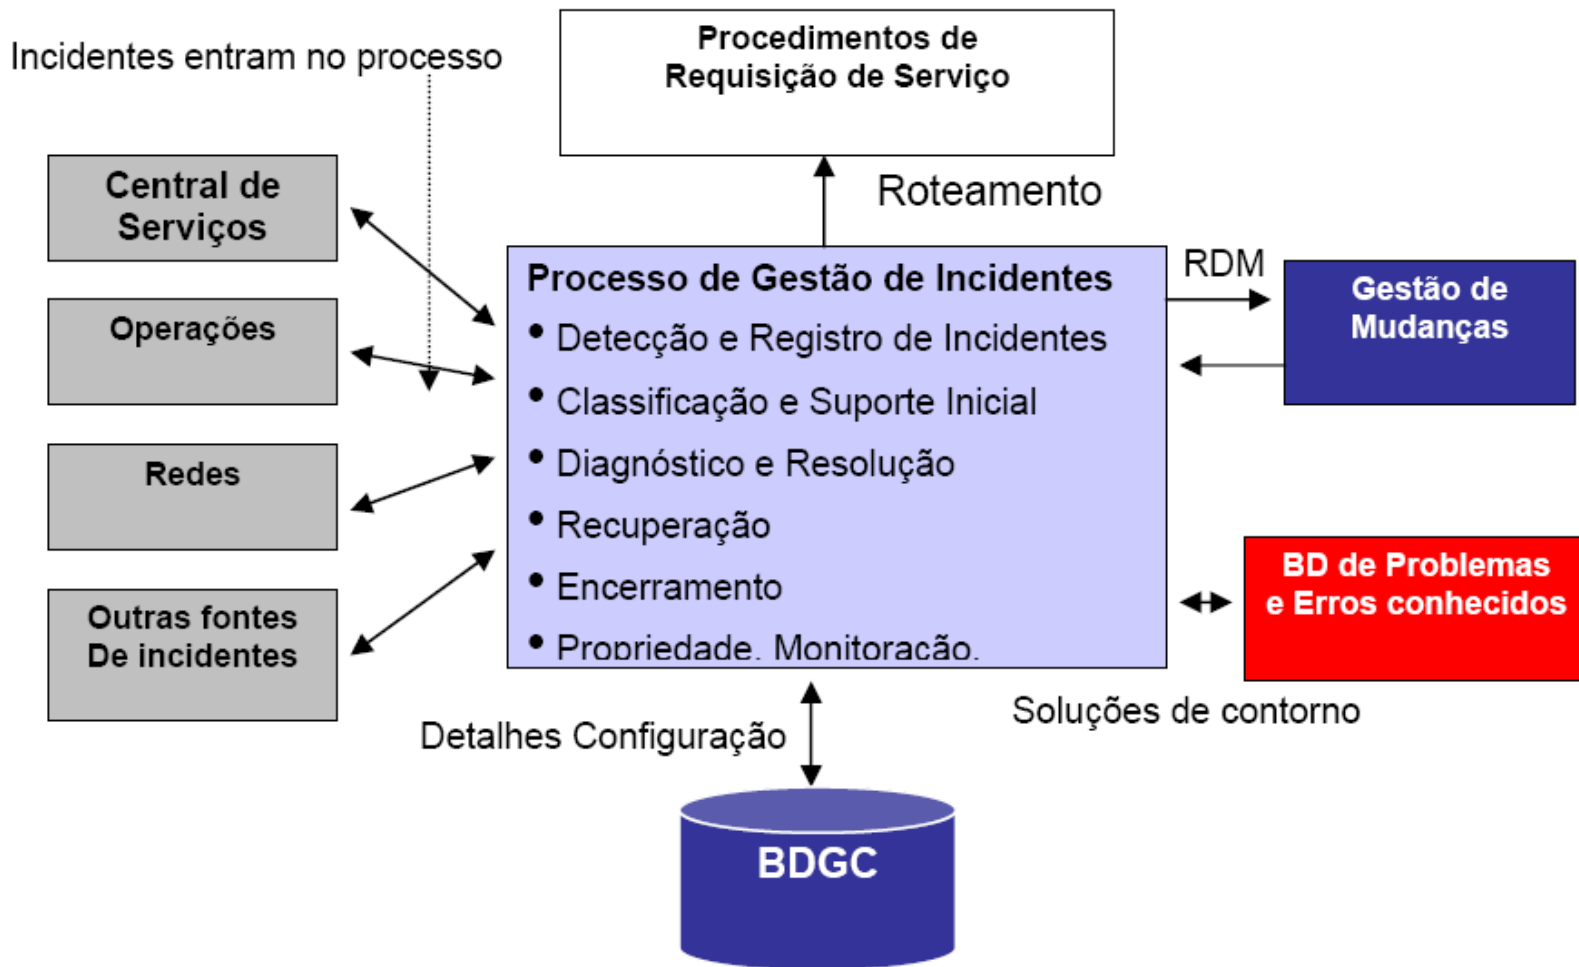 Incidentes entram no processo
Procedimentos de
Requisição de Serviço
Roteamento
Central de
Serviços
Operações
Redes
Outras fontes
De incidentes
Processo de Gestão de Incidentes
• Detecção e Registro de Incidentes
• Classificação e Suporte Inicial
• Diagnóstico e Resolução
• Recuperação
• Encerramento
• Propriedade, Monitoração,
RDM
Gestão de
Mudanças
BD de Problemas
e Erros conhecidos
Soluções de contorno
Detalhes Configuração
BDGC